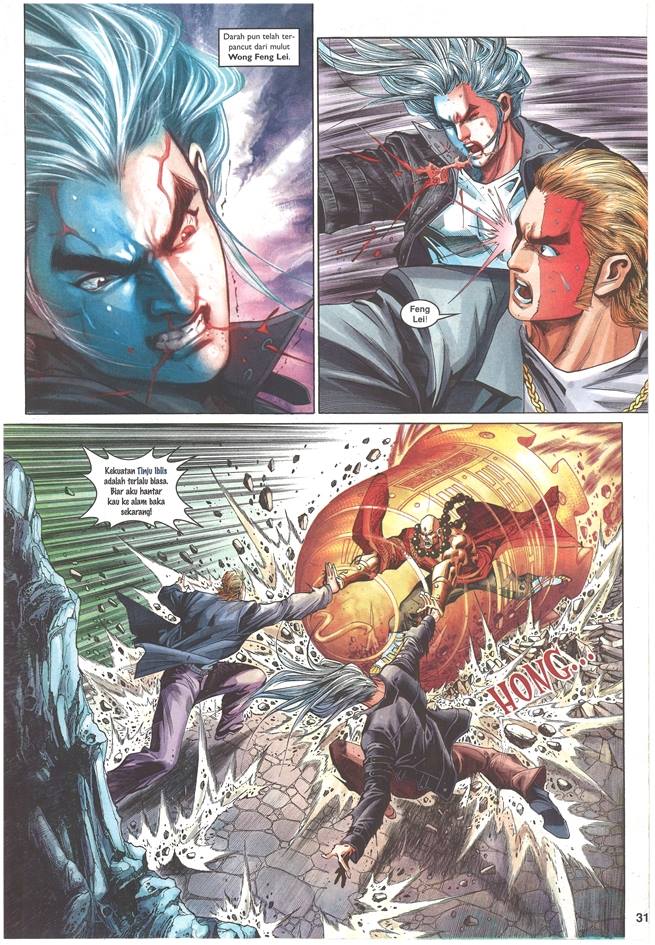 Darah pun telah ter-
pancut dari mulut
Wong Feng Lei.
Feng
Lei!
Kekuatan Tinju Iblis
adalah terlalu biasa.
Biar aku hantar
kau ke alam baka
sekarang!
HONG...
31